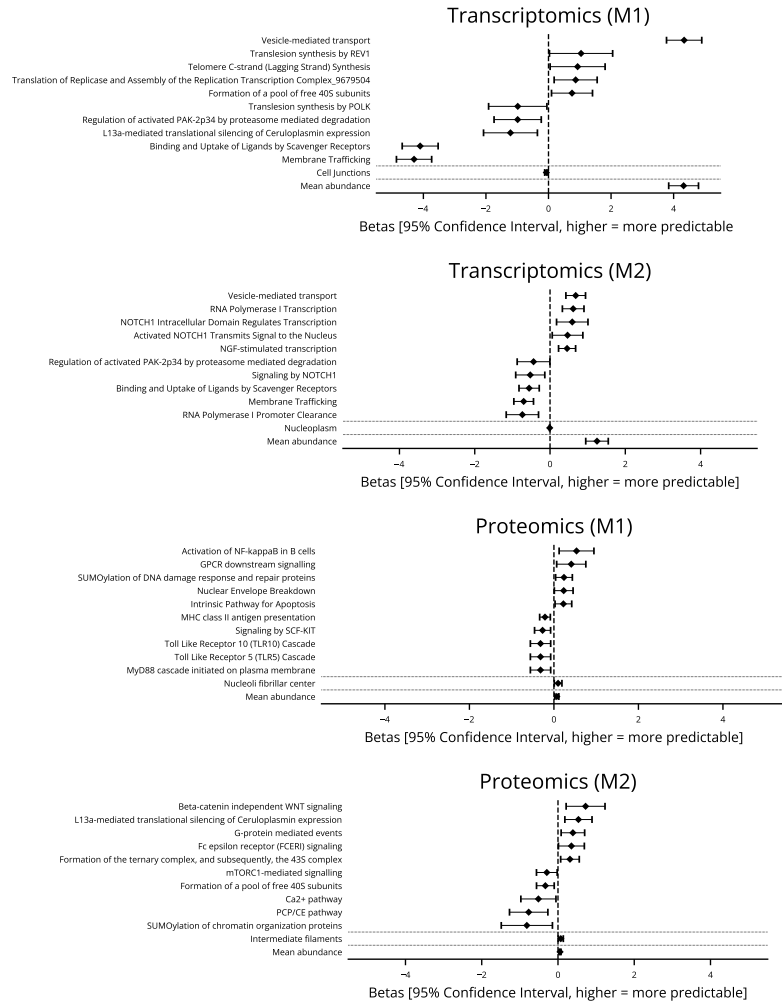 Transcriptomics (M1)
Vesicle-mediated transport
Translesion synthesis by REV1
Telomere C-strand (Lagging Strand) Synthesis
Translation of Replicase and Assembly of the Replication Transcription Complex_9679504
Formation of a pool of free 40S subunits
Translesion synthesis by POLK
Regulation of activated PAK-2p34 by proteasome mediated degradation
L13a-mediated translational silencing of Ceruloplasmin expression
Binding and Uptake of Ligands by Scavenger Receptors
Membrane Trafficking
Cell Junctions
Mean abundance
−4 −2 0 2 4
Betas [95% Confidence Interval, higher = more predictable
Transcriptomics (M2)
Vesicle-mediated transport
RNA Polymerase I Transcription
NOTCH1 Intracellular Domain Regulates Transcription
Activated NOTCH1 Transmits Signal to the Nucleus
NGF-stimulated transcription
Regulation of activated PAK-2p34 by proteasome mediated degradation
Signaling by NOTCH1
Binding and Uptake of Ligands by Scavenger Receptors
Membrane Trafficking
RNA Polymerase I Promoter Clearance
Nucleoplasm
Mean abundance
−4 −2 0 2 4
Betas [95% Confidence Interval, higher = more predictable]
Proteomics (M1)
Activation of NF-kappaB in B cells
GPCR downstream signalling
SUMOylation of DNA damage response and repair proteins
Nuclear Envelope Breakdown
Intrinsic Pathway for Apoptosis
MHC class II antigen presentation
Signaling by SCF-KIT
Toll Like Receptor 10 (TLR10) Cascade
Toll Like Receptor 5 (TLR5) Cascade
MyD88 cascade initiated on plasma membrane
Nucleoli fibrillar center
Mean abundance
−4 −2 0 2 4
Betas [95% Confidence Interval, higher = more predictable]
Proteomics (M2)
Beta-catenin independent WNT signaling
L13a-mediated translational silencing of Ceruloplasmin expression
G-protein mediated events
Fc epsilon receptor (FCERI) signaling
Formation of the ternary complex, and subsequently, the 43S complex
mTORC1-mediated signalling
Formation of a pool of free 40S subunits
Ca2+ pathway
PCP/CE pathway
SUMOylation of chromatin organization proteins
Intermediate filaments
Mean abundance
−4 −2 0 2 4
Betas [95% Confidence Interval, higher = more predictable]